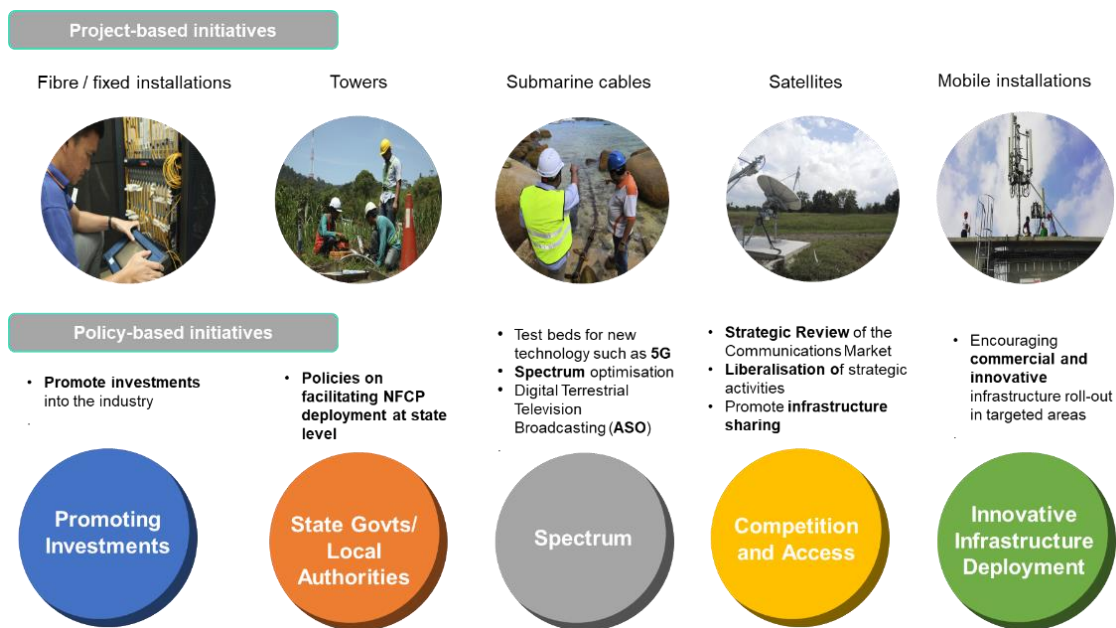 Project-based initiatives
Fibre / fixed installations
Towers
Submarine cables
Satellites
Mobile installations
Policy-based initiatives
• Promote investments
into the industry
.
• Policies on
facilitating NFCP
deployment at state
level
• Test beds for new
technology such as 5G
• Spectrum optimisation
• Digital Terrestrial
Television
Broadcasting (ASO)
.
• Strategic Review of the
Communications Market
• Liberalisation of strategic
activities
• Promote infrastructure
sharing
• Encouraging
commercial and
innovative
infrastructure roll-out
in targeted areas
.
Promoting
Investments
State Govts/
Local
Authorities
Spectrum
Competition
and Access
Innovative
Infrastructure
Deployment